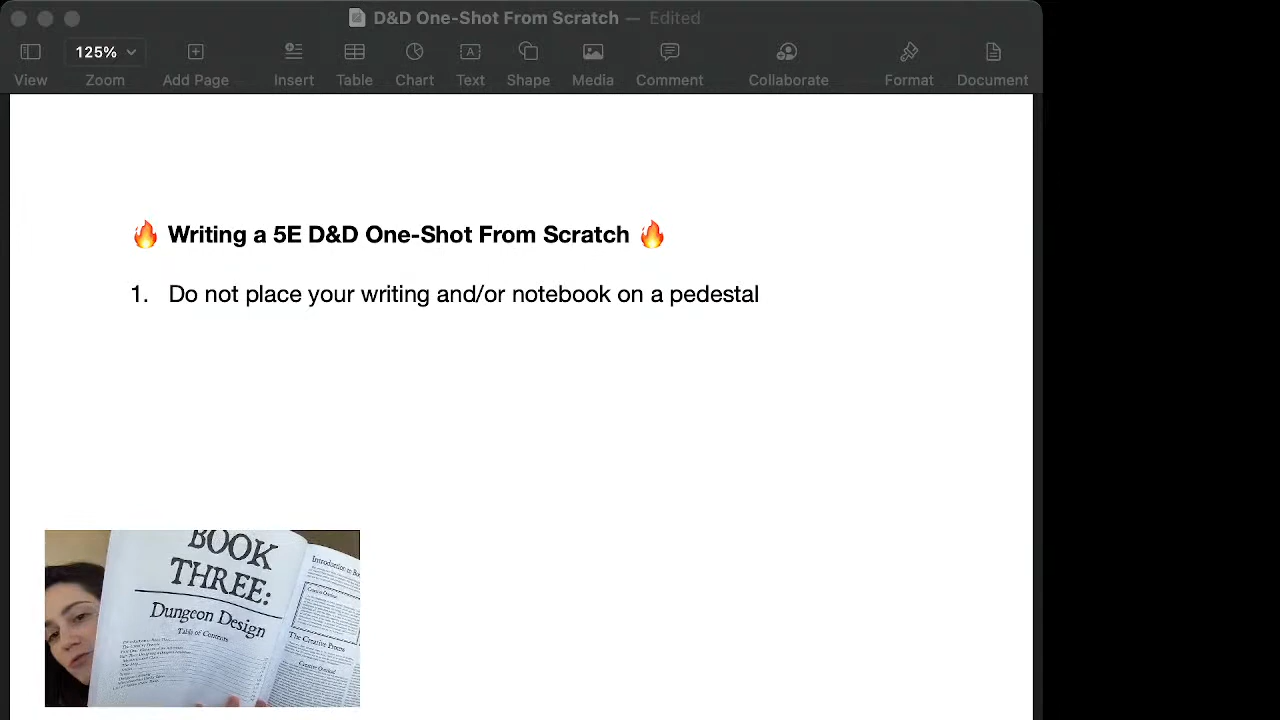 D&D One-Shot From Scratch — Edited
125%
View Zoom Add Page Insert Table Chart Text Shape Media Comment Collaborate Format Document
🔥 Writing a 5E D&D One-Shot From Scratch 🔥
1. Do not place your writing and/or notebook on a pedestal
BOOK
THREE:
Dungeon Design
Table of Contents
Introduction to
The Creative Process